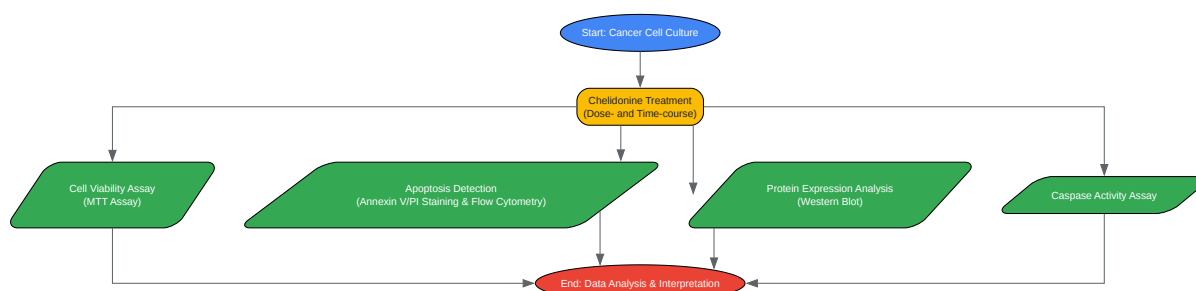 Start: Cancer Cell Culture
Chelidonine Treatment
(Dose- and Time-course)
Cell Viability Assay
(MTT Assay)
Apoptosis Detection
(Annexin V/PI Staining & Flow Cytometry)
Protein Expression Analysis
(Western Blot)
Caspase Activity Assay
End: Data Analysis & Interpretation